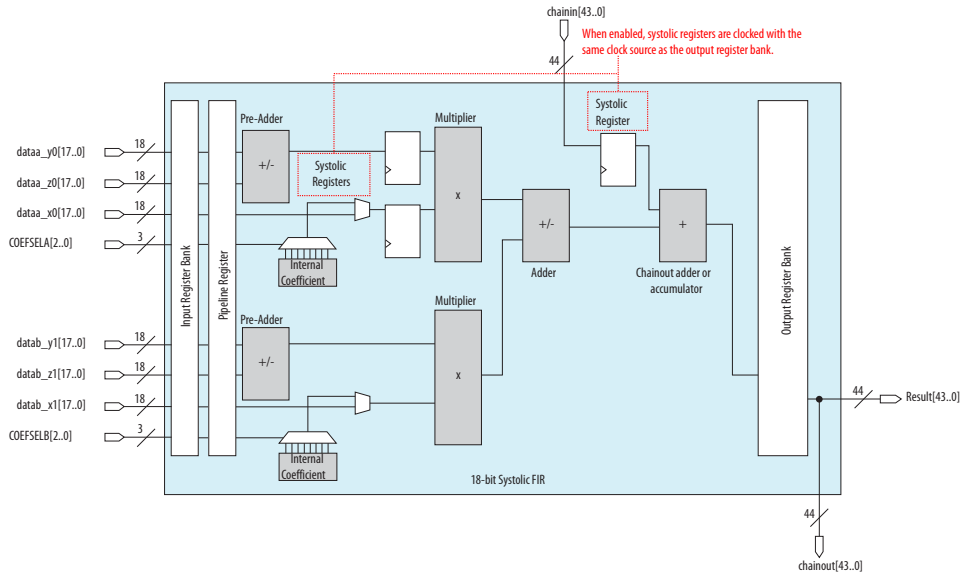 chainin[43..0]
When enabled, systolic registers are clocked with the
same clock source as the output register bank.
44
Systolic
Register
Pre-Adder
Multiplier
dataa_y0[17..0]
18
+/-
Systolic
Registers
dataa_z0[17..0]
18
dataa_x0[17..0]
18
x
+/-
+
COEFSELA[2..0]
3
Internal
Coefficient
Adder
Chainout adder or
accumulator
Input Register Bank
Pipeline Register
Output Register Bank
Multiplier
Pre-Adder
datab_y1[17..0]
18
+/-
datab_z1[17..0]
18
x
datab_x1[17..0]
18
44
Result[43..0]
COEFSELB[2..0]
3
Internal
Coefficient
18-bit Systolic FIR
44
chainout[43..0]